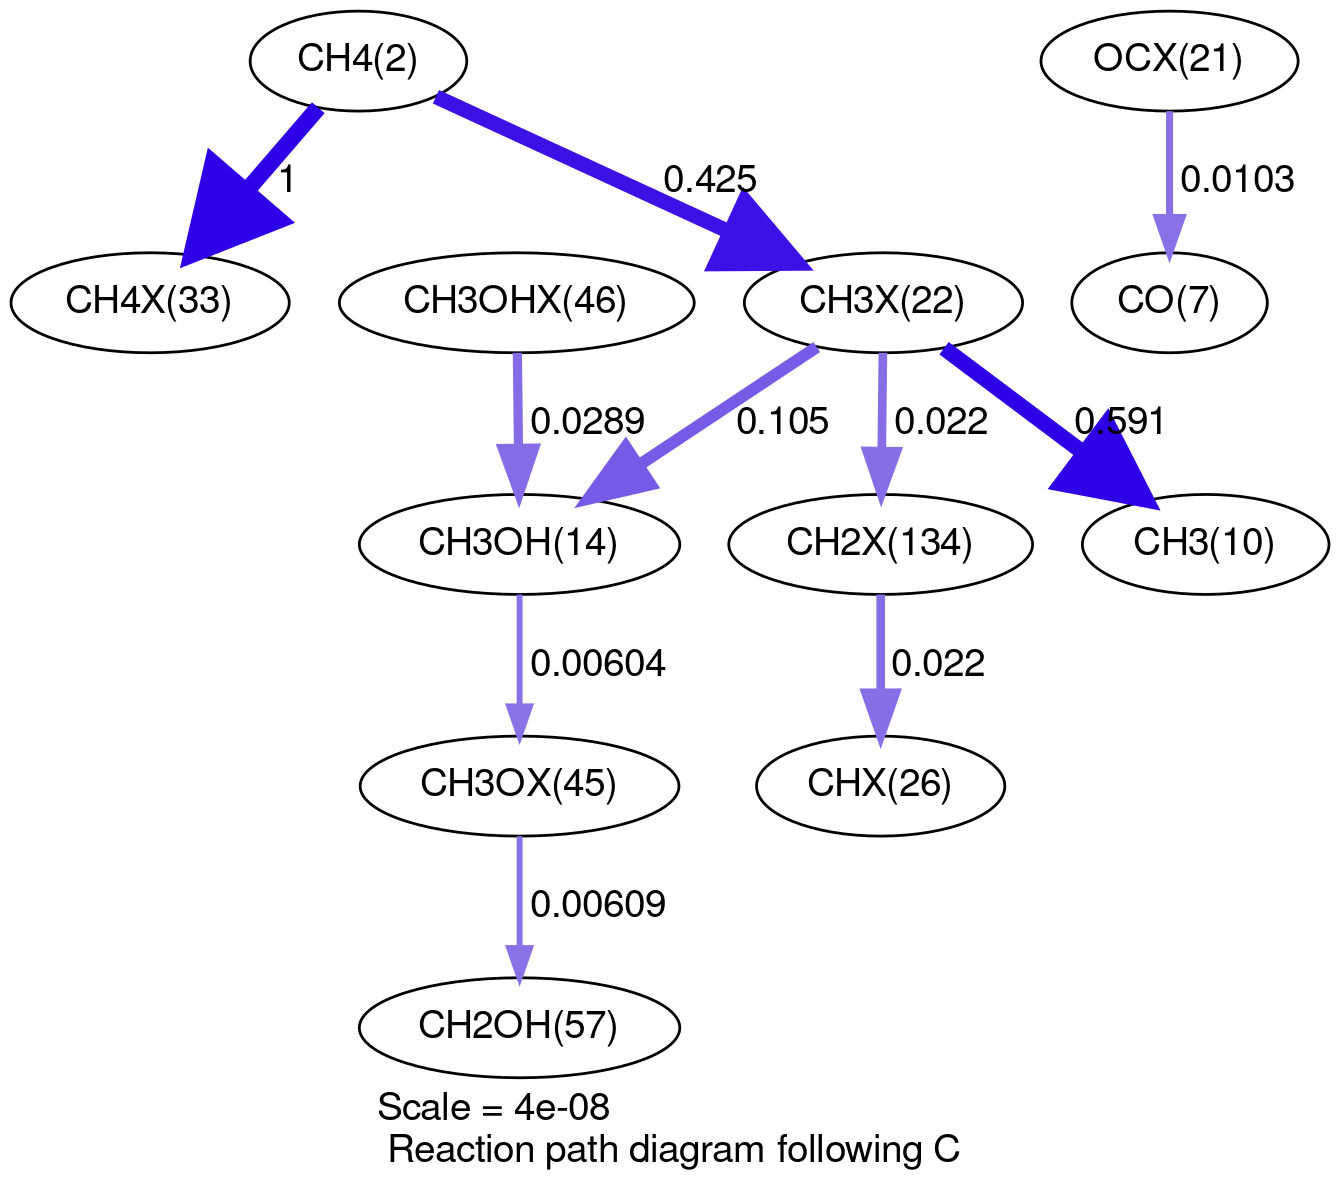 CH4(2)
OCX(21)
1
0.425
0.0103
CH4X(33)
CH3OHX(46)
CH3X(22)
CO(7)
0.0289
0.105
0.022
0.591
CH3OH(14)
CH2X(134)
CH3(10)
0.00604
0.022
CH3OX(45)
CHX(26)
0.00609
CH2OH(57)
Scale = 4e-08
Reaction path diagram following C